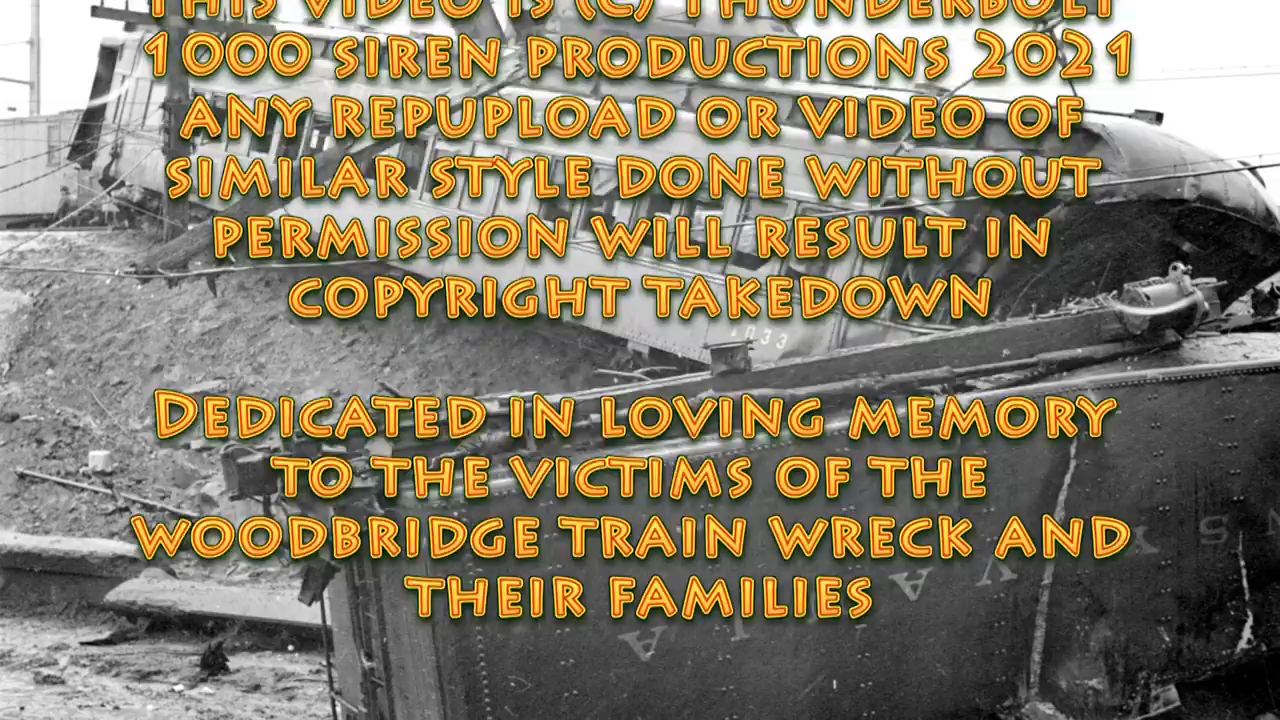 THIS VIDEO IS (C) THUNDERBOLT
1000 SIREN PRODUCTIONS 2021
ANY REPUPLOAD OR VIDEO OF
SIMILAR STYLE DONE WITHOUT
PERMISSION WILL RESULT IN
COPYRIGHT TAKEDOWN
1033
DEDICATED IN LOVING MEMORY
TO THE VICTIMS OF THE
WOODBRIDGE TRAIN WRECK AND
THEIR FAMILIES